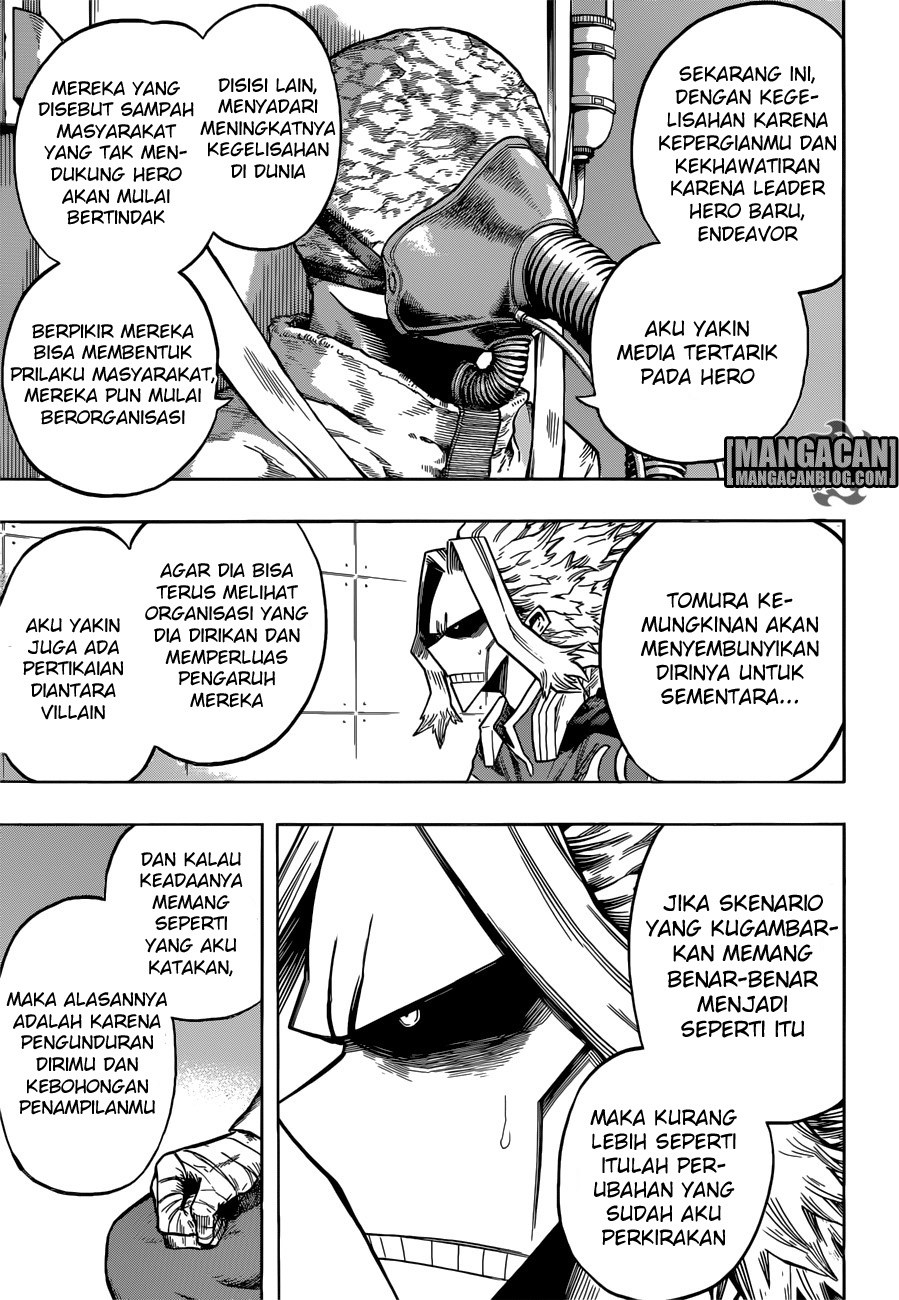 SEKARANG INI,
DENGAN KEGE-
LISAHAN KARENA
KEPERGIANMU DAN
KEKHAWATIRAN
KARENA LEADER
HERO BARU,
ENDEAVOR
AKU YAKIN
MEDIA TERTARIK
PADA HERO
DISISI LAIN,
MENYADARI
MENINGKATNYA
KEGELISAHAN
DI DUNIA
MEREKA YANG
DISEBUT SAMPAH
MASYARAKAT
YANG TAK MEN-
DUKUNG HERO
AKAN MULAI
BERTINDAK
BERPIKIR MEREKA
BISA MEMBENTUK
PRILAKU MASYARAKAT,
MEREKA PUN MULAI
BERORGANISASI
MANGACAN
MANGACANBLOG.COM
TOMURA KE-
MUNGKINAN AKAN
MENYEMBUNYIKAN
DIRINYA UNTUK
SEMENTARA...
AGAR DIA BISA
TERUS MELIHAT
ORGANISASI YANG
DIA DIRIKAN DAN
MEMPERLUAS
PENGARUH
MEREKA
AKU YAKIN
JUGA ADA
PERTIKAIAN
DIANTARA
VILLAIN
JIKA SKENARIO
YANG KUGAMBAR-
KAN MEMANG
BENAR-BENAR
MENJADI
SEPERTI ITU
MAKA KURANG
LEBIH SEPERTI
ITULAH PER-
UBAHAN YANG
SUDAH AKU
PERKIRAKAN
DAN KALAU
KEADAANYA
MEMANG
SEPERTI
YANG AKU
KATAKAN,
MAKA ALASANNYA
ADALAH KARENA
PENGUNDURAN
DIRIMU DAN
KEBOHONGAN
PENAMPILANMU